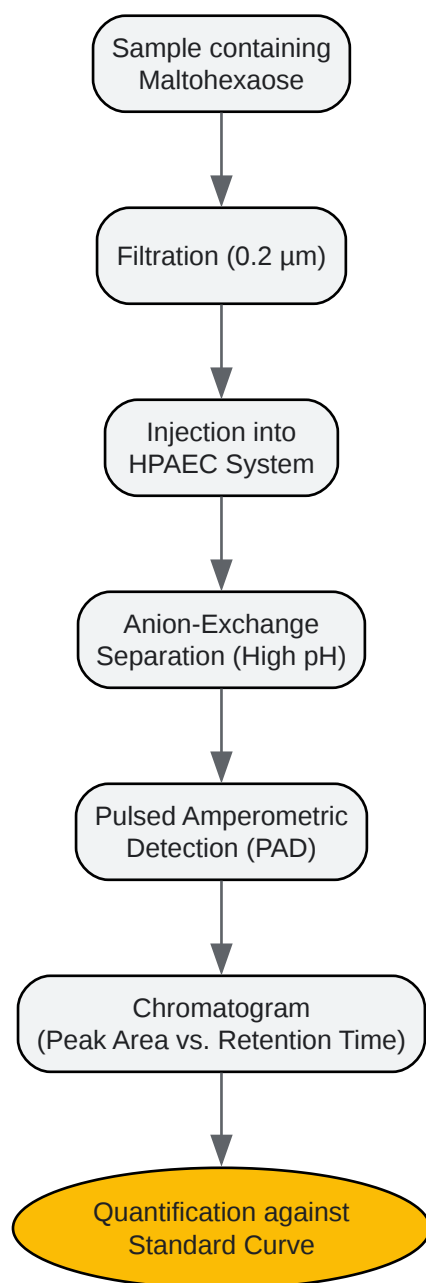 Sample containing
Maltohexaose
Filtration (0.2 µm)
Injection into
HPAEC System
Anion-Exchange
Separation (High pH)
Pulsed Amperometric
Detection (PAD)
Chromatogram
(Peak Area vs. Retention Time)
Quantification against
Standard Curve